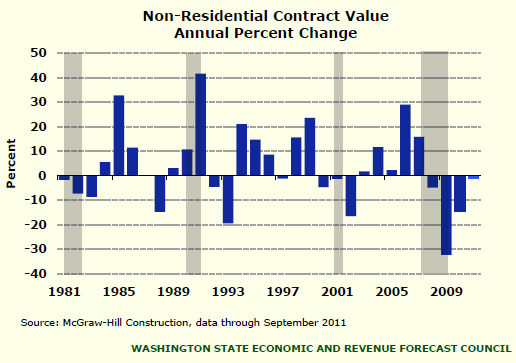 Non-Residential Contract Value
Annual Percent Change
Percent
50
40
30
20
10
0
-10
-20
-30
-40
1981 1985 1989 1993 1997 2001 2005 2009
Source: McGraw-Hill Construction, data through September 2011
WASHINGTON STATE ECONOMIC AND REVENUE FORECAST COUNCIL